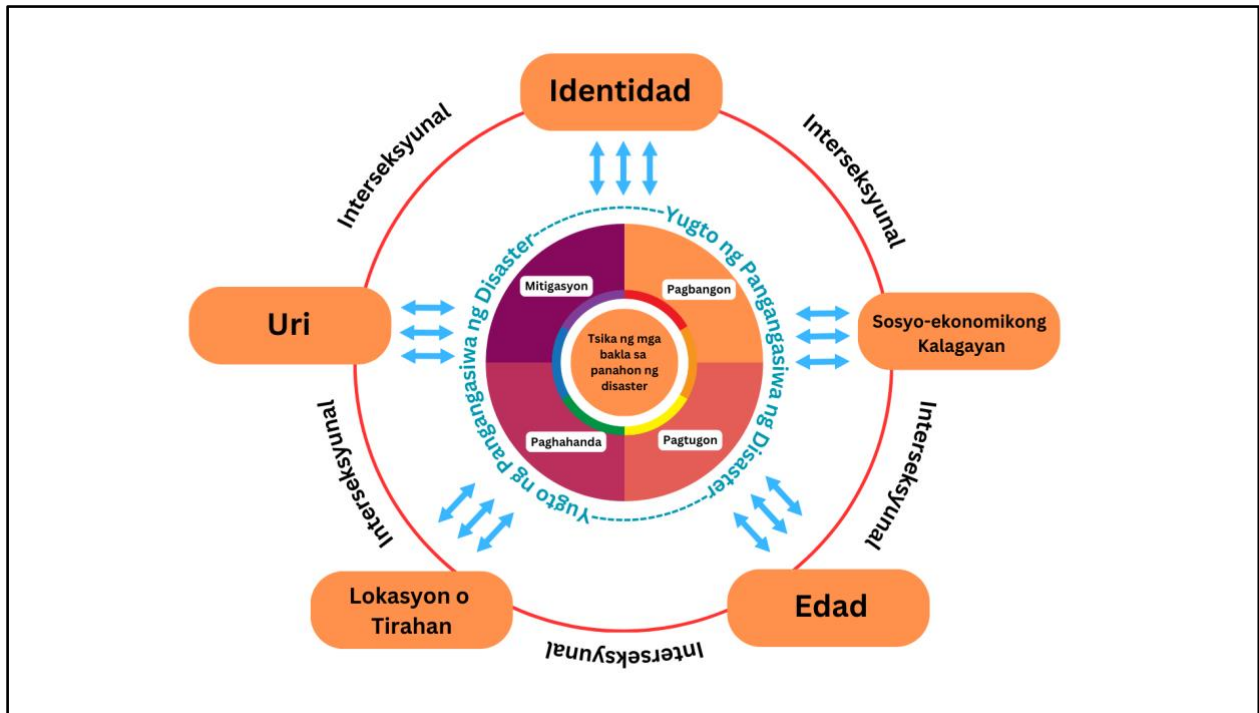 Identidad
Interseksyunal
Interseksyunal
Yugto ng Pangangasiwa ng Disaster
Yugto ng Pangangasiwa ng Disaster
Mitigasyon
Pagbangon
Uri
Sosyo-ekonomikong
Kalagayan
Tsika ng mga
bakla sa
panahon ng
disaster
Paghahanda
Pagtugon
Interseksyunal
Interseksyunal
Lokasyon o
Tirahan
Edad
Interseksyunal